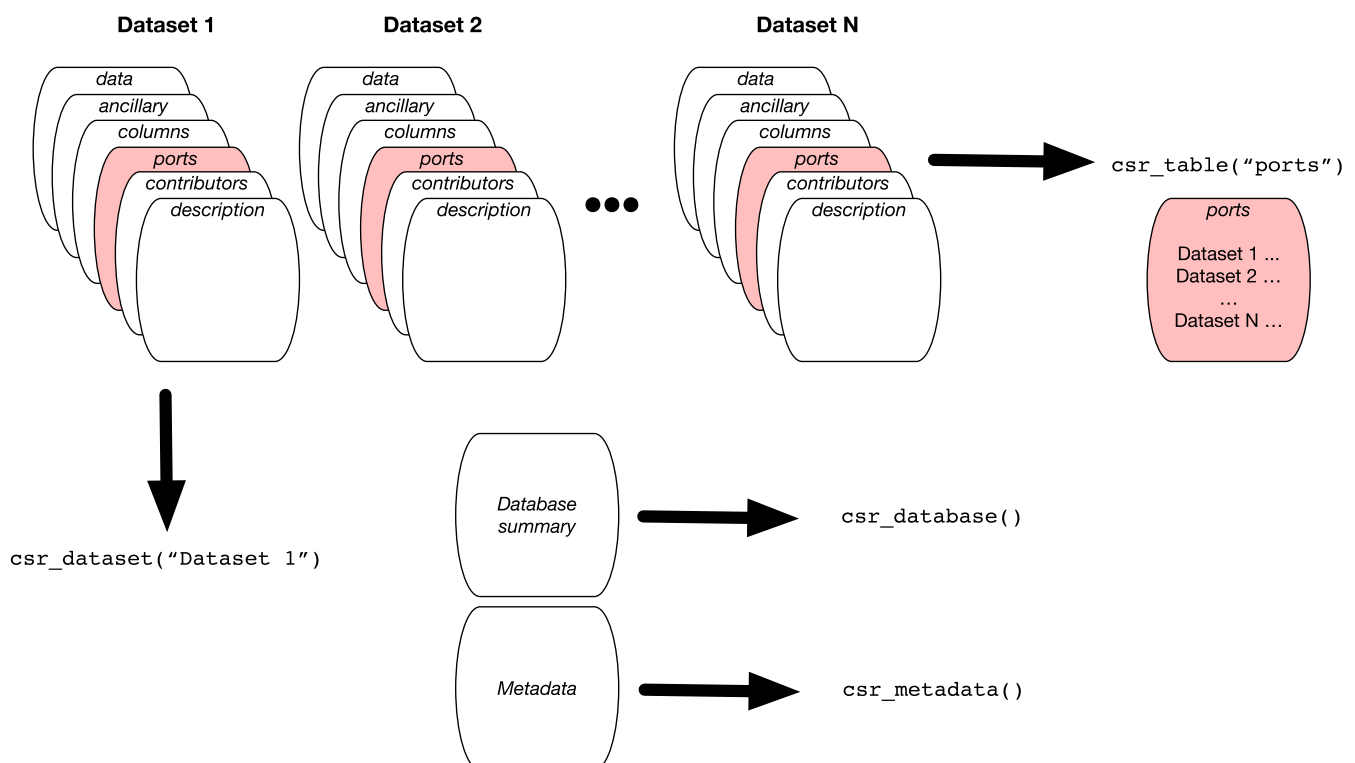 Dataset 1
data
ancillary
columns
ports
contributors
description
Dataset 2
data
ancillary
columns
ports
contributors
description
Dataset N
data
ancillary
columns
ports
contributors
description
csr_table(“ports”)
ports
Dataset 1 ...
Dataset 2 …
…
Dataset N …
csr_dataset(“Dataset 1”)
Database
summary
csr_database()
Metadata
csr_metadata()